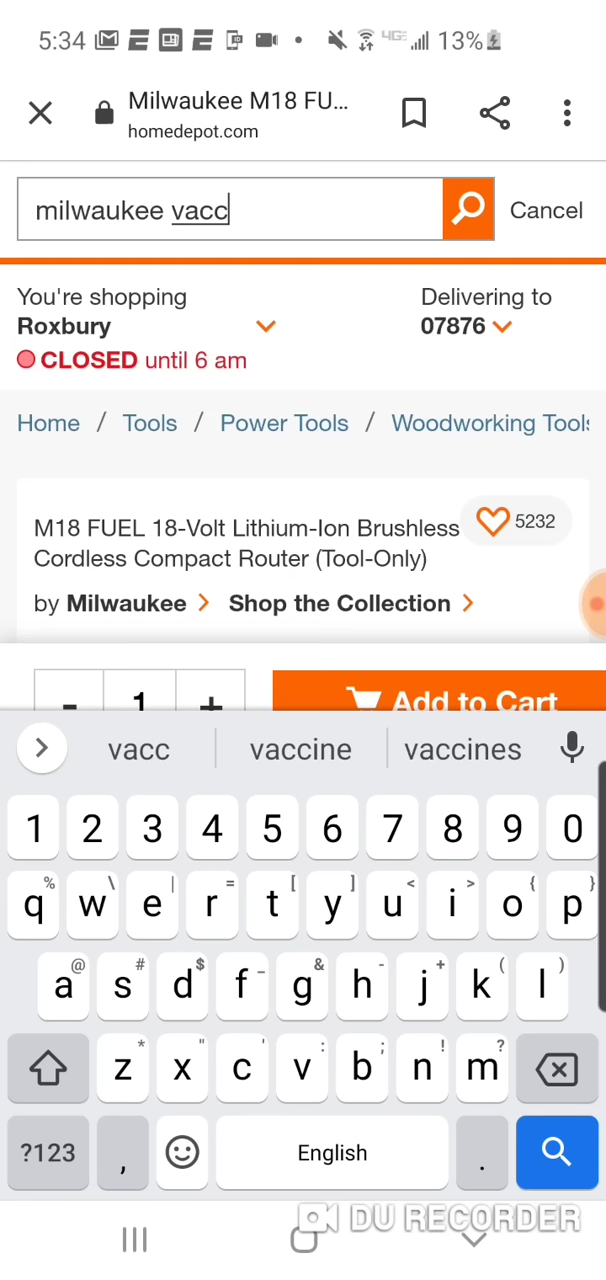 5:34 4GE 13%
Milwaukee M18 FU...
homedepot.com
milwaukee vacc Cancel
You're shopping Delivering to
Roxbury 07876
CLOSED until 6 am
Home / Tools / Power Tools / Woodworking Tools
M18 FUEL 18-Volt Lithium-Ion Brushless 5232
Cordless Compact Router (Tool-Only)
by Milwaukee > Shop the Collection >
- 1 + Add to Cart
> vacc vaccine vaccines
1 2 3 4 5 6 7 8 9 0
% \ | = [ ] < > { }
q w e r t y u i o p
@ # $ _ & - + ( )
a s d f g h j k l
* " ' : ; ! ?
z x c v b n m
?123 , English .
DU RECORDER